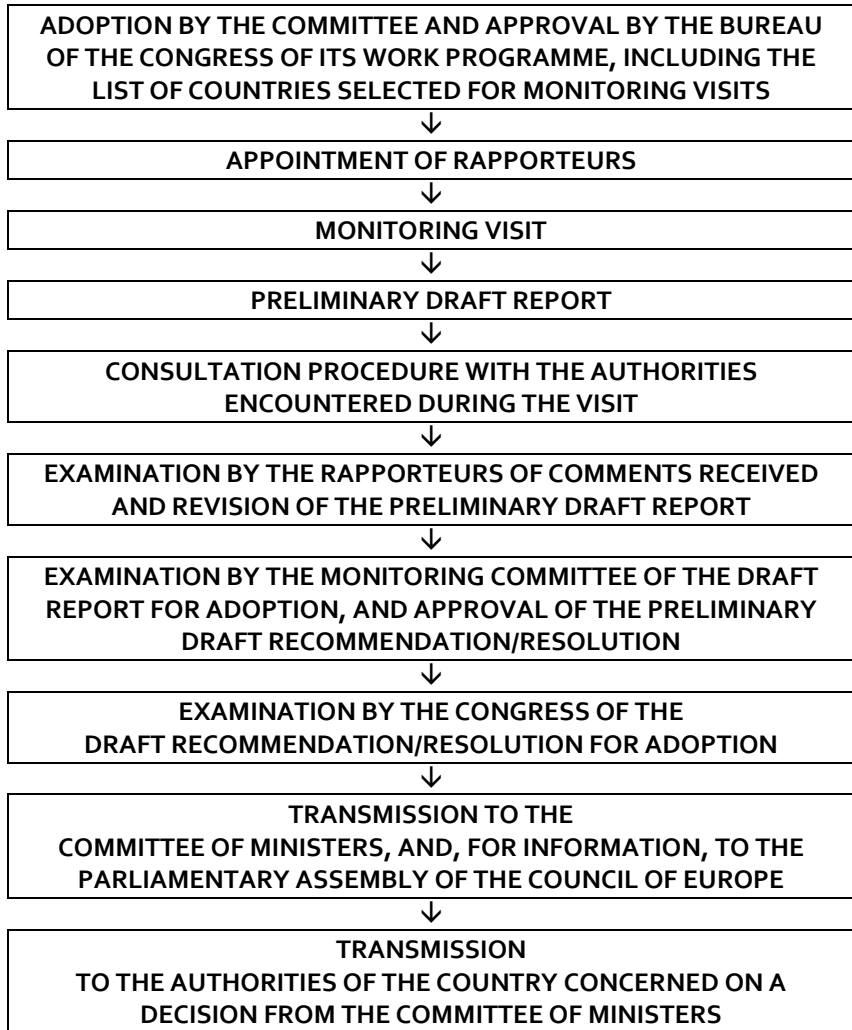 ADOPTION BY THE COMMITTEE AND APPROVAL BY THE BUREAU
OF THE CONGRESS OF ITS WORK PROGRAMME, INCLUDING THE
LIST OF COUNTRIES SELECTED FOR MONITORING VISITS
↓
APPOINTMENT OF RAPPORTEURS
↓
MONITORING VISIT
↓
PRELIMINARY DRAFT REPORT
↓
CONSULTATION PROCEDURE WITH THE AUTHORITIES
ENCOUNTERED DURING THE VISIT
↓
EXAMINATION BY THE RAPPORTEURS OF COMMENTS RECEIVED
AND REVISION OF THE PRELIMINARY DRAFT REPORT
↓
EXAMINATION BY THE MONITORING COMMITTEE OF THE DRAFT
REPORT FOR ADOPTION, AND APPROVAL OF THE PRELIMINARY
DRAFT RECOMMENDATION/RESOLUTION
↓
EXAMINATION BY THE CONGRESS OF THE
DRAFT RECOMMENDATION/RESOLUTION FOR ADOPTION
↓
TRANSMISSION TO THE
COMMITTEE OF MINISTERS, AND, FOR INFORMATION, TO THE
PARLIAMENTARY ASSEMBLY OF THE COUNCIL OF EUROPE
↓
TRANSMISSION
TO THE AUTHORITIES OF THE COUNTRY CONCERNED ON A
DECISION FROM THE COMMITTEE OF MINISTERS